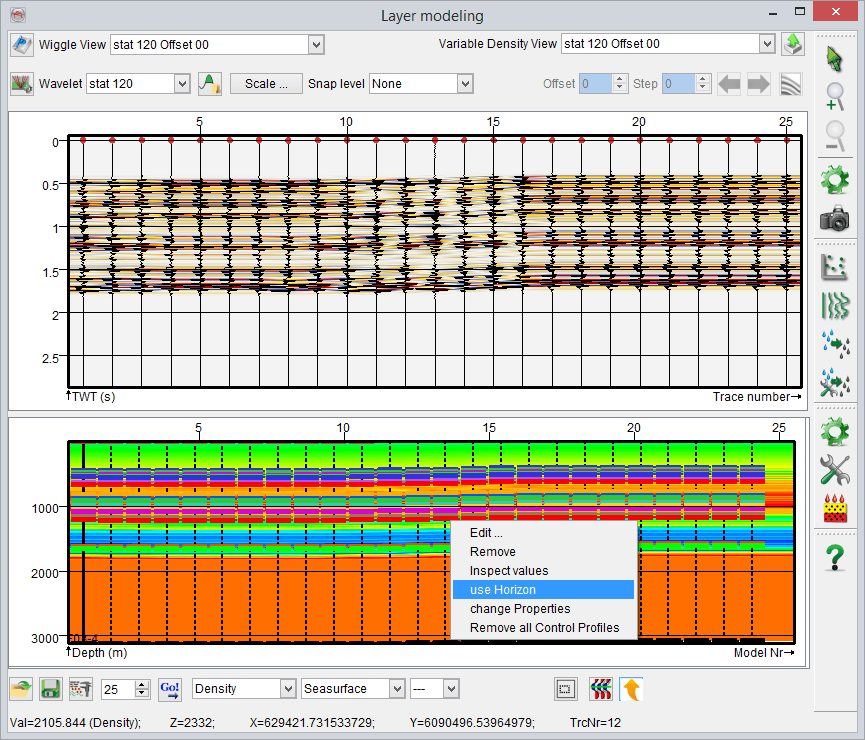 Layer modeling
Wiggle View stat 120 Offset 00 Variable Density View stat 120 Offset 00
Wavelet stat 120 Scale ... Snap level None Offset 0 Step 0
5 10 15 20 25
0
0.5
1
1.5
2
2.5
TWT (s) Trace number
5 10 15 20 25
1000
2000
3000
Edit ...
Remove
Inspect values
use Horizon
change Properties
Remove all Control Profiles
Depth (m) Model Nr
25 Go! Density Seasurface ---
Val=2105.844 (Density); Z=2332; X=629421.731533729; Y=6090496.53964979; TrcNr=12